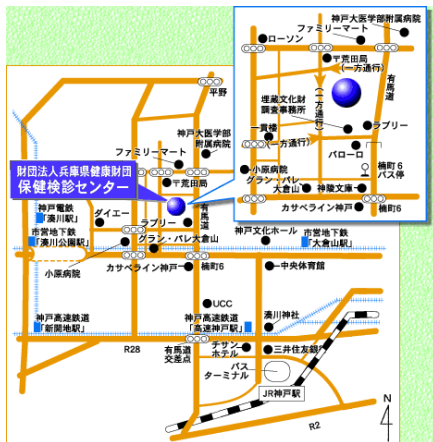 神戸大医学部附属病院
ファミリーマート
ローソン
〒荒田局
(一方通行)
有馬道
埋蔵文化財
調査事務所
(一方通行)
ラブリー
一貫楼
(一方通行)
バローロ
小原病院
グラン・パレ
大倉山
神陵文庫
楠町6
バス停
カサベライン神戸
楠町6
平野
神戸大医学部
附属病院
ファミリーマート
〒荒田局
財団法人兵庫県健康財団
保健検診センター
有馬道
神戸電鉄
「湊川駅」
ダイエー
ラブリー
市営地下鉄
「湊川公園駅」
グラン・パレ大倉山
神戸文化ホール
市営地下鉄
「大倉山駅」
小原病院
カサベライン神戸
楠町6
中央体育館
UCC
神戸高速鉄道
「新開地駅」
神戸高速鉄道
「高速神戸駅」
湊川神社
R28
有馬道
交差点
チサン
ホテル
三井住友銀
バス
ターミナル
JR神戸駅
R2
N